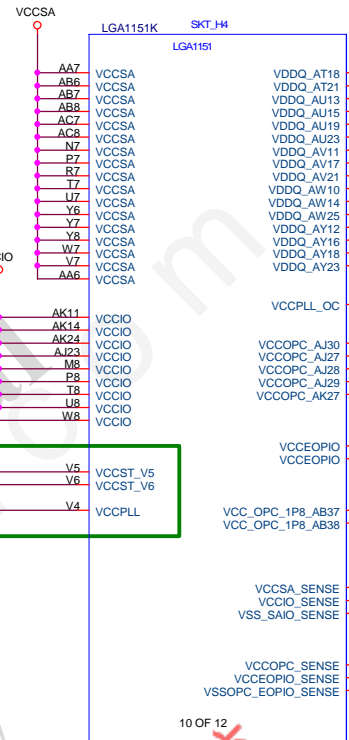 VCCSA
LGA1151K SKT_H4
LGA1151
AA7 VCCSA VDDQ_AT18
AB6 VCCSA VDDQ_AT21
AB7 VCCSA VDDQ_AU13
AB8 VCCSA VDDQ_AU15
AC7 VCCSA VDDQ_AU19
AC8 VCCSA VDDQ_AU23
N7 VCCSA VDDQ_AV11
P7 VCCSA VDDQ_AV17
R7 VCCSA VDDQ_AV21
T7 VCCSA VDDQ_AW10
U7 VCCSA VDDQ_AW14
Y6 VCCSA VDDQ_AW25
Y7 VCCSA VDDQ_AY12
Y8 VCCSA VDDQ_AY16
W7 VCCSA VDDQ_AY18
V7 VCCSA VDDQ_AY23
AA6 VCCSA
VCCPLL_OC
AK11 VCCIO
AK14 VCCIO
AK24 VCCIO VCCOPC_AJ30
AJ23 VCCIO VCCOPC_AJ27
M8 VCCIO VCCOPC_AJ28
P8 VCCIO VCCOPC_AJ29
T8 VCCIO VCCOPC_AK27
U8 VCCIO
W8 VCCIO
VCCEOPIO
VCCEOPIO
V5 VCCST_V5
V6 VCCST_V6
V4 VCCPLL VCC_OPC_1P8_AB37
VCC_OPC_1P8_AB38
VCCSA_SENSE
VCCIO_SENSE
VSS_SAIO_SENSE
VCCOPC_SENSE
VCCEOPIO_SENSE
VSSOPC_EOPIO_SENSE
10 OF 12